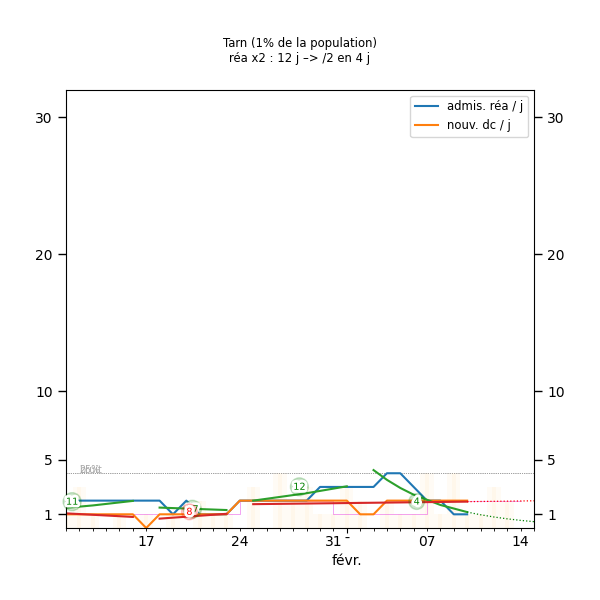 Tarn (1% de la population)
réa x2 : 12 j –> /2 en 4 j
admis. réa / j
nouv. dc / j
30 30
20 20
10 10
5 5
12
11 4
8 7
1 1
17 24 31 07 14
févr.